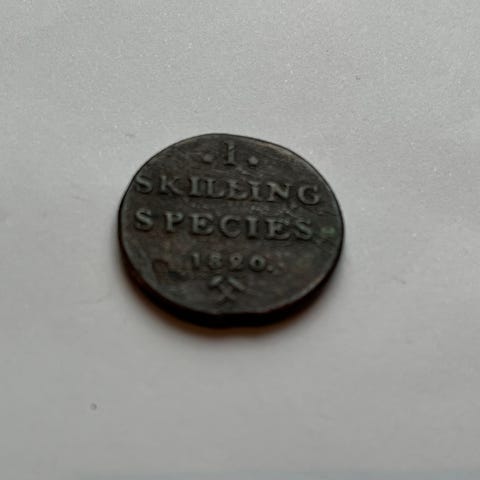 · 1 ·
SKILLING
SPECIES.
1820.